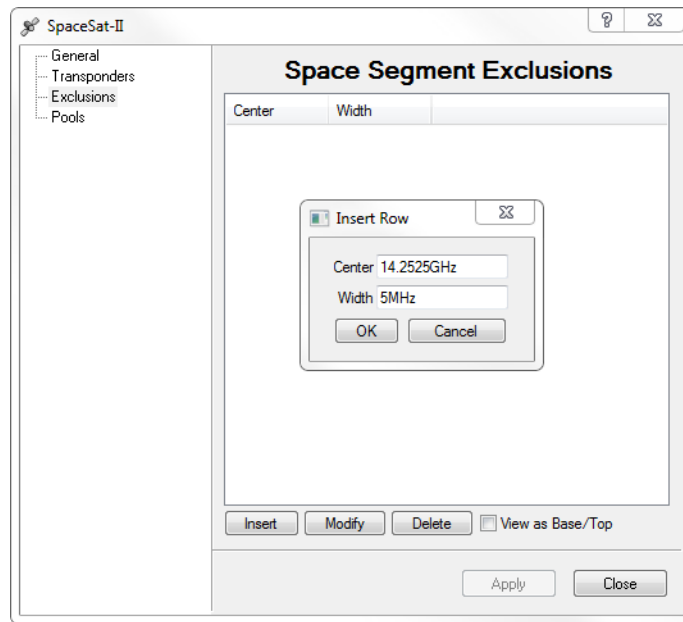 SpaceSat-II
General
Transponders
Exclusions
Pools
Space Segment Exclusions
Center Width
Insert Row
Center 14.2525GHz
Width 5MHz
OK Cancel
Insert Modify Delete View as Base/Top
Apply Close